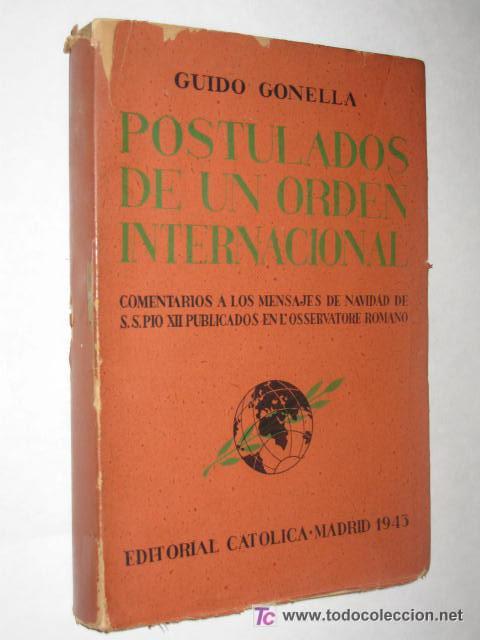 GUIDO GONELLA
POSTULADOS
DE UN ORDEN
INTERNACIONAL
COMENTARIOS A LOS MENSAJES DE NAVIDAD DE
S.S. PIO XII PUBLICADOS EN L'OSSERVATORE ROMANO
EDITORIAL CATOLICA · MADRID 1943
TC www.todocoleccion.net